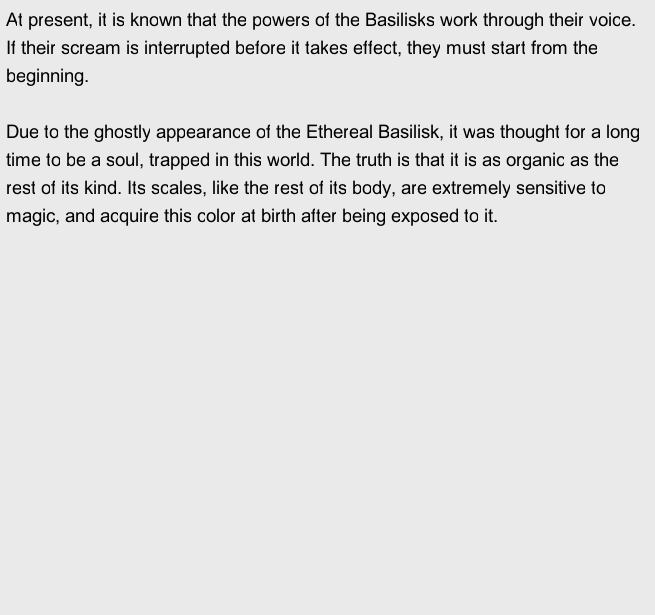 At present, it is known that the powers of the Basilisks work through their voice.
If their scream is interrupted before it takes effect, they must start from the
beginning.

Due to the ghostly appearance of the Ethereal Basilisk, it was thought for a long
time to be a soul, trapped in this world. The truth is that it is as organic as the
rest of its kind. Its scales, like the rest of its body, are extremely sensitive to
magic, and acquire this color at birth after being exposed to it.